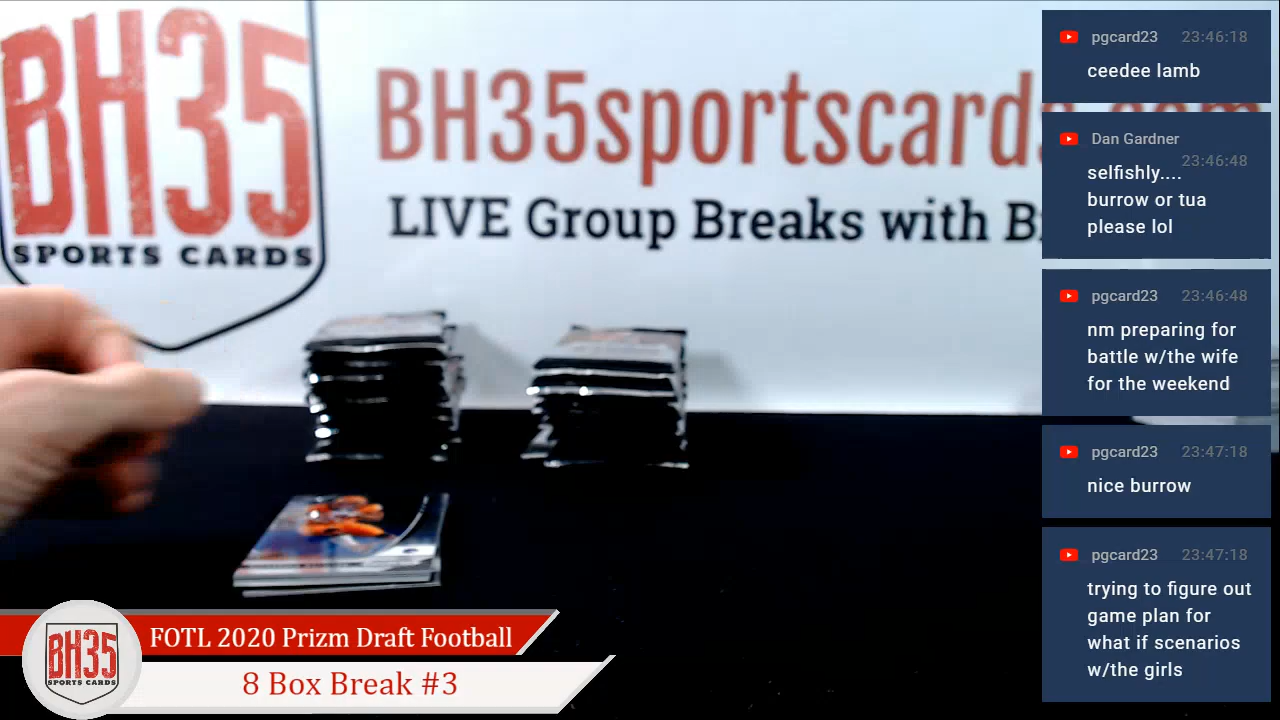 BH35
SPORTS CARDS
BH35sportscards.com
LIVE Group Breaks with B
pgcard23 23:46:18
ceedee lamb
Dan Gardner
23:46:48
selfishly....
burrow or tua
please lol
pgcard23 23:46:48
nm preparing for
battle w/the wife
for the weekend
pgcard23 23:47:18
nice burrow
pgcard23 23:47:18
trying to figure out
game plan for
what if scenarios
w/the girls
BH35
SPORTS CARDS
FOTL 2020 Prizm Draft Football
8 Box Break #3